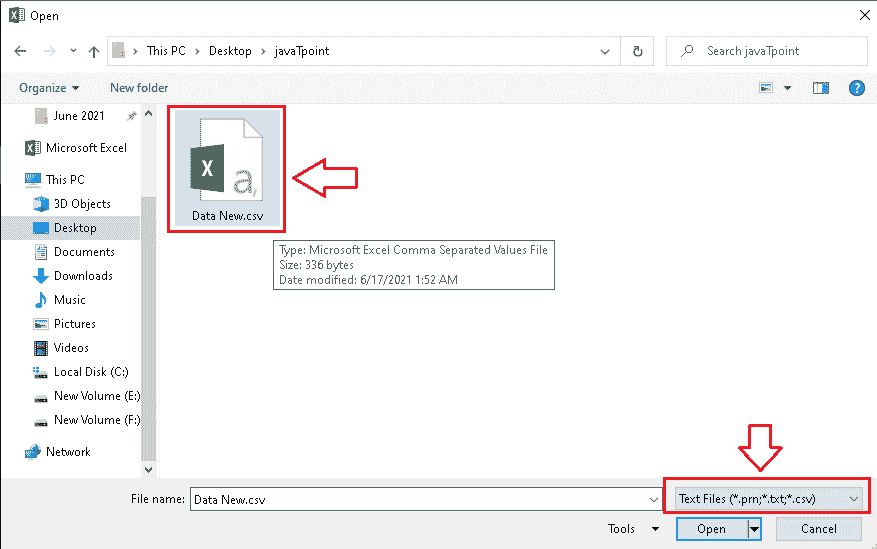 Open
This PC > Desktop > javaTpoint
Search javaTpoint
Organize
New folder
June 2021
Microsoft Excel
This PC
3D Objects
Desktop
Documents
Downloads
Music
Pictures
Videos
Local Disk (C:)
New Volume (E:)
New Volume (F:)
Network
X
a,
Data New.csv
Type: Microsoft Excel Comma Separated Values File
Size: 336 bytes
Date modified: 6/17/2021 1:52 AM
File name:
Data New.csv
Text Files (*.prn;*.txt;*.csv)
Tools
Open
Cancel